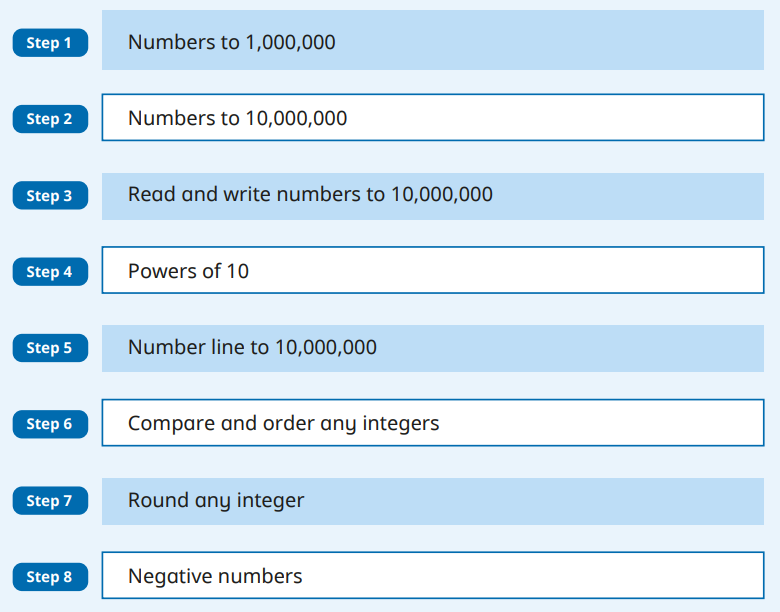 Step 1 Numbers to 1,000,000
Step 2 Numbers to 10,000,000
Step 3 Read and write numbers to 10,000,000
Step 4 Powers of 10
Step 5 Number line to 10,000,000
Step 6 Compare and order any integers
Step 7 Round any integer
Step 8 Negative numbers